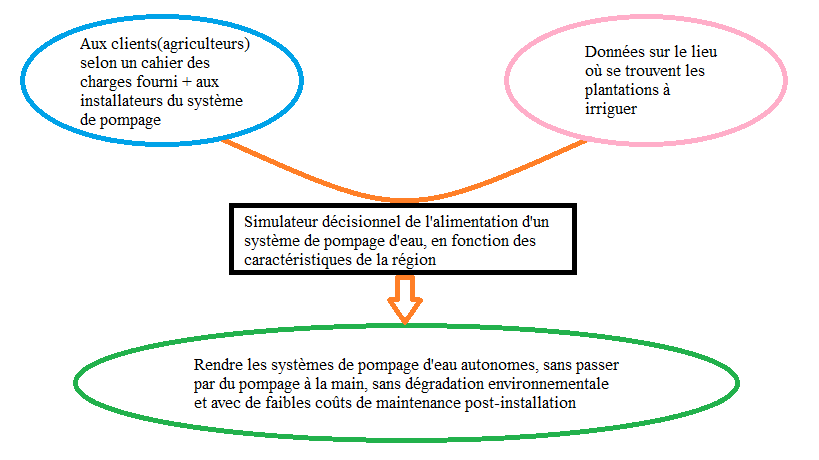 Aux clients(agriculteurs)
selon un cahier des
charges fourni + aux
installateurs du système
de pompage
Données sur le lieu
où se trouvent les
plantations à
irriguer
Simulateur décisionnel de l'alimentation d'un
système de pompage d'eau, en fonction des
caractéristiques de la région
Rendre les systèmes de pompage d'eau autonomes, sans passer
par du pompage à la main, sans dégradation environnementale
et avec de faibles coûts de maintenance post-installation